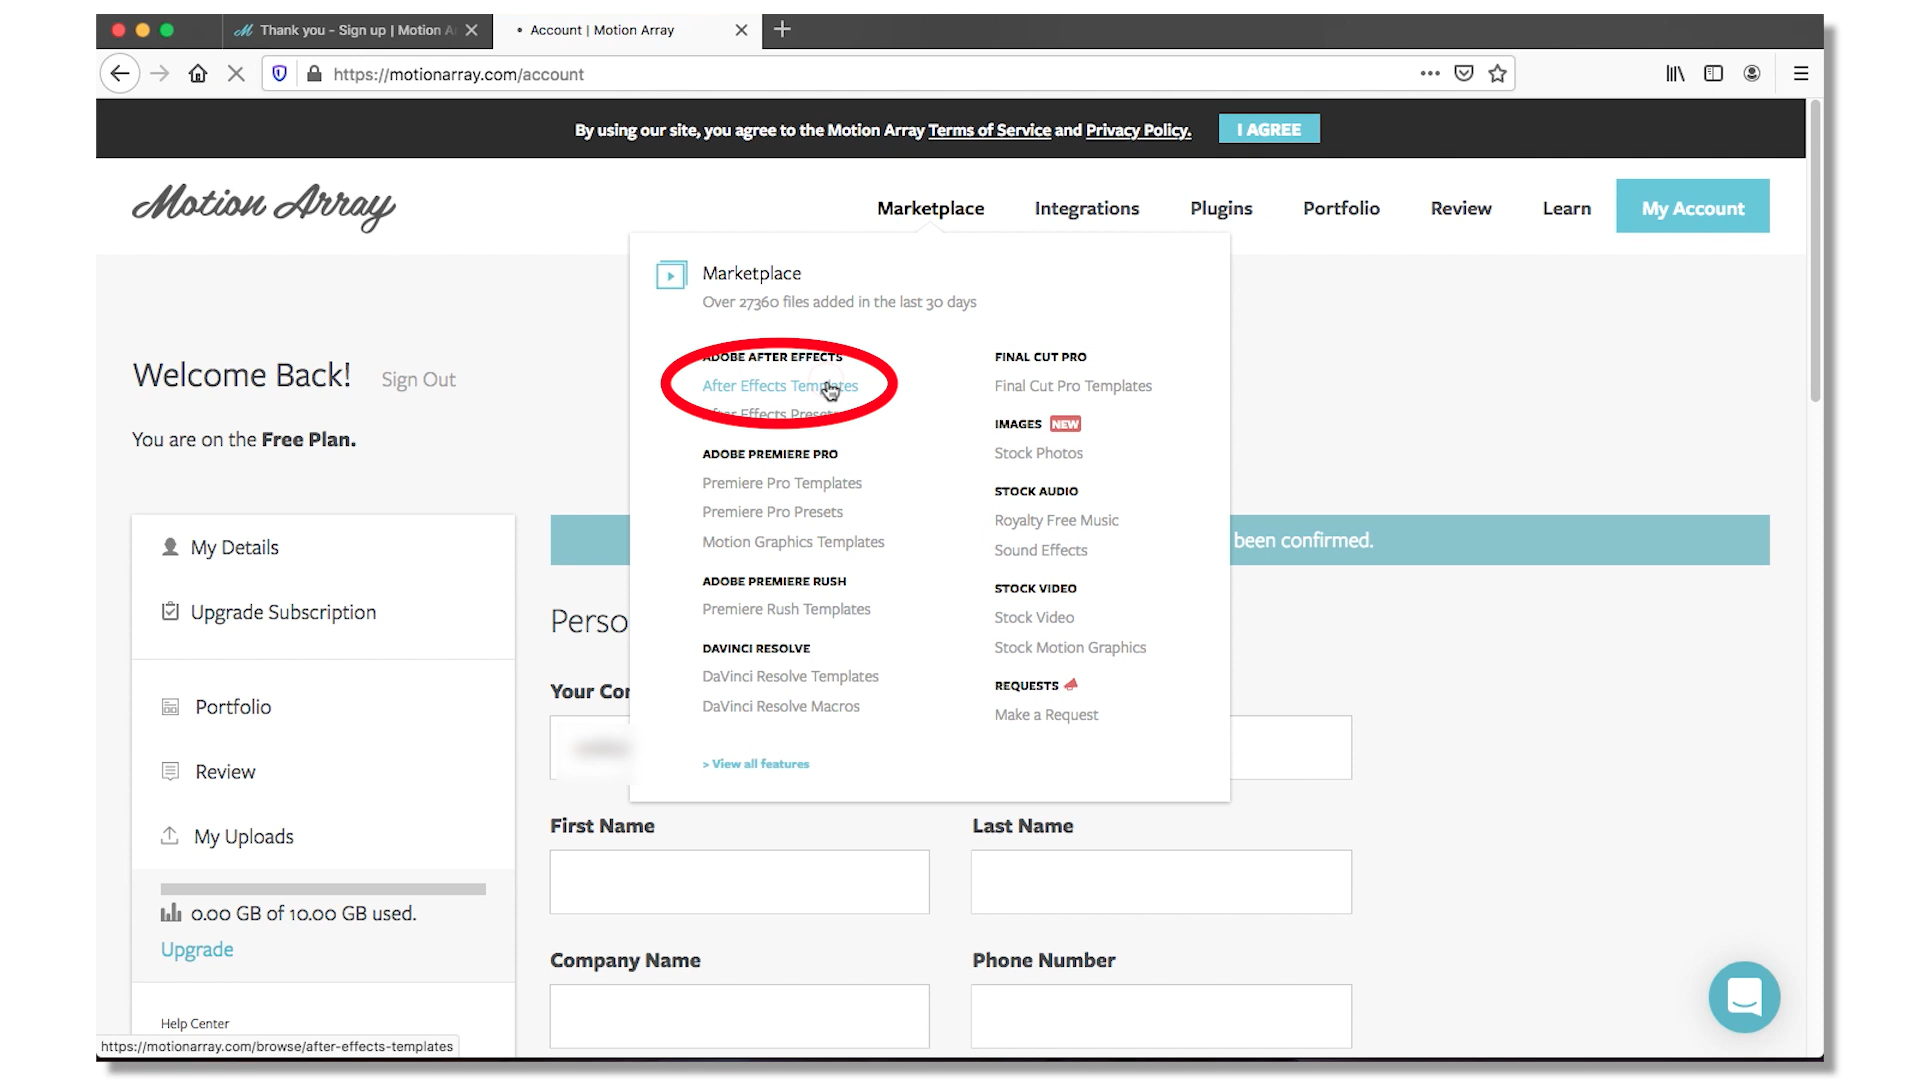 Thank you - Sign up | Motion A
Account | Motion Array
https://motionarray.com/account
By using our site, you agree to the Motion Array Terms of Service and Privacy Policy.
I AGREE
Motion Array
Marketplace
Integrations
Plugins
Portfolio
Review
Learn
My Account
Marketplace
Over 27360 files added in the last 30 days
ADOBE AFTER EFFECTS
After Effects Templates
After Effects Presets
ADOBE PREMIERE PRO
Premiere Pro Templates
Premiere Pro Presets
Motion Graphics Templates
ADOBE PREMIERE RUSH
Premiere Rush Templates
DAVINCI RESOLVE
DaVinci Resolve Templates
DaVinci Resolve Macros
> View all features
FINAL CUT PRO
Final Cut Pro Templates
IMAGES NEW
Stock Photos
STOCK AUDIO
Royalty Free Music
Sound Effects
STOCK VIDEO
Stock Video
Stock Motion Graphics
REQUESTS
Make a Request
Welcome Back!
Sign Out
You are on the Free Plan.
My Details
Upgrade Subscription
Portfolio
Review
My Uploads
0.00 GB of 10.00 GB used.
Upgrade
Help Center
been confirmed.
Perso
Your Co
First Name
Last Name
Company Name
Phone Number
https://motionarray.com/browse/after-effects-templates